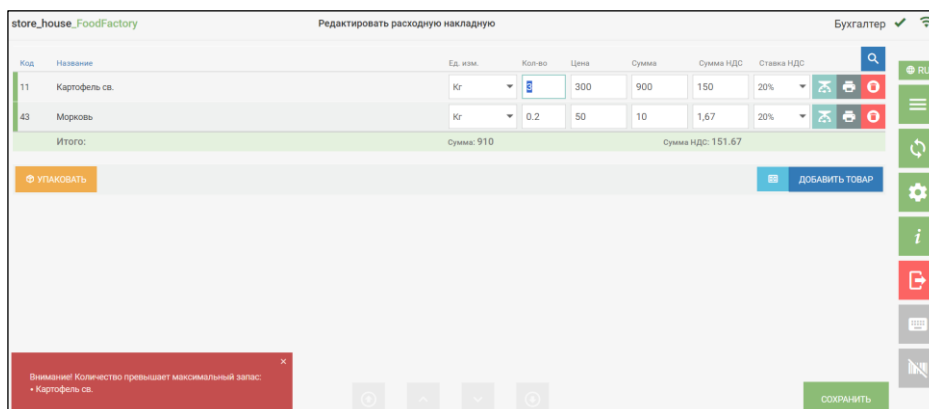 store_house_FoodFactory Редактировать расходную накладную Бухгалтер
Код Название Ед. изм. Кол-во Цена Сумма Сумма НДС Ставка НДС
RU
11 Картофель св. Кг 3 300 900 150 20%
43 Морковь Кг 0.2 50 10 1,67 20%
Итого: Сумма: 910 Сумма НДС: 151.67
УПАКОВАТЬ ДОБАВИТЬ ТОВАР
Внимание! Количество превышает максимальный запас:
• Картофель св.
СОХРАНИТЬ